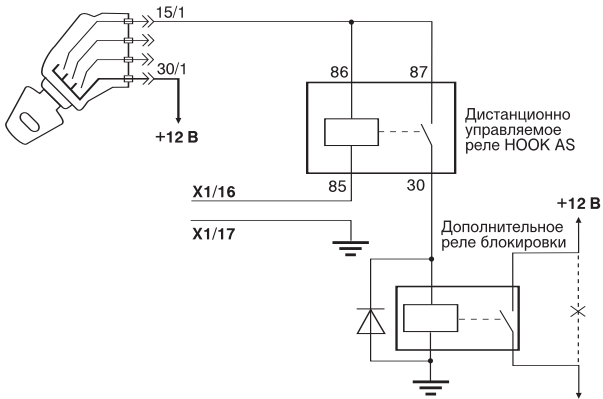 15/1
30/1
+12 В
86
87
Дистанционно
управляемое
реле HOOK AS
85
30
X1/16
X1/17
+12 В
Дополнительное
реле блокировки